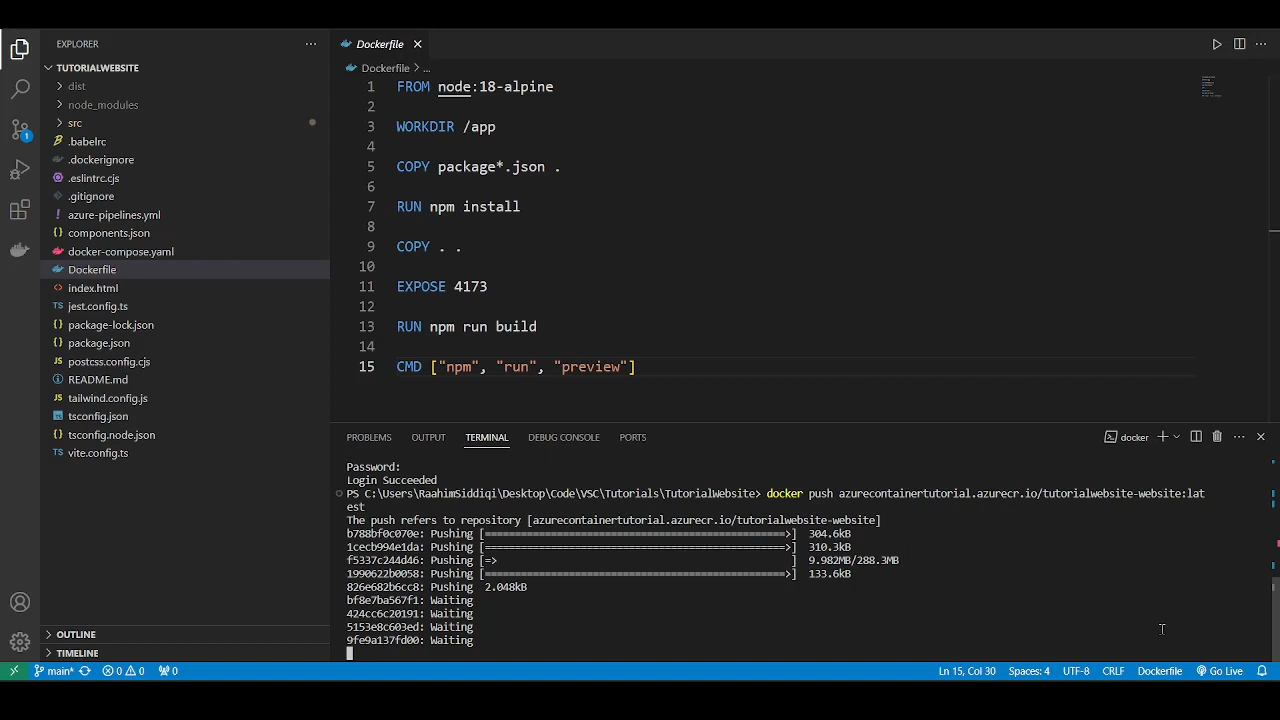 EXPLORER
TUTORIALWEBSITE
dist
node_modules
src
.babelrc
.dockerignore
.eslintrc.cjs
.gitignore
azure-pipelines.yml
components.json
docker-compose.yaml
Dockerfile
index.html
jest.config.ts
package-lock.json
package.json
postcss.config.cjs
README.md
tailwind.config.js
tsconfig.json
tsconfig.node.json
vite.config.ts
OUTLINE
TIMELINE
1
Dockerfile
Dockerfile > ...
1 FROM node:18-alpine
2
3 WORKDIR /app
4
5 COPY package*.json .
6
7 RUN npm install
8
9 COPY . .
10
11 EXPOSE 4173
12
13 RUN npm run build
14
15 CMD ["npm", "run", "preview"]
PROBLEMS OUTPUT TERMINAL DEBUG CONSOLE PORTS docker
Password:
Login Succeeded
PS C:\Users\RaahimSiddiqi\Desktop\Code\VSC\Tutorials\TutorialWebsite> docker push azurecontainertutorial.azurecr.io/tutorialwebsite-website:lat
est
The push refers to repository [azurecontainertutorial.azurecr.io/tutorialwebsite-website]
b788bf0c070e: Pushing [==================================================>] 304.6kB
1cecb994e1da: Pushing [==================================================>] 310.3kB
f5337c244d46: Pushing [=> ] 9.982MB/288.3MB
1990622b0058: Pushing [==================================================>] 133.6kB
826e682b6cc8: Pushing 2.048kB
bf8e7ba567f1: Waiting
424cc6c20191: Waiting
5153e8c603ed: Waiting
9fe9a137fd00: Waiting
main* 0 0 0 Ln 15, Col 30 Spaces: 4 UTF-8 CRLF Dockerfile Go Live